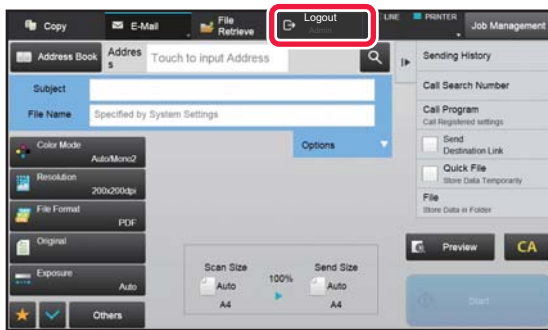 Copy
E-Mail
File
Retrieve
Logout
Admin
LINE
PRINTER
Job Management
Address Book
Addres
s
Touch to input Address
Sending History
Subject
Call Search Number
File Name
Specified by System Settings
Call Program
Call Registered settings
Color Mode
Auto/Mono2
Options
Send
Destination Link
Resolution
200x200dpi
Quick File
Store Data Temporarily
File Format
PDF
File
Store Data in Folder
Original
Preview
CA
Exposure
Auto
Scan Size
Auto
A4
100%
Send Size
Auto
A4
Start
Others